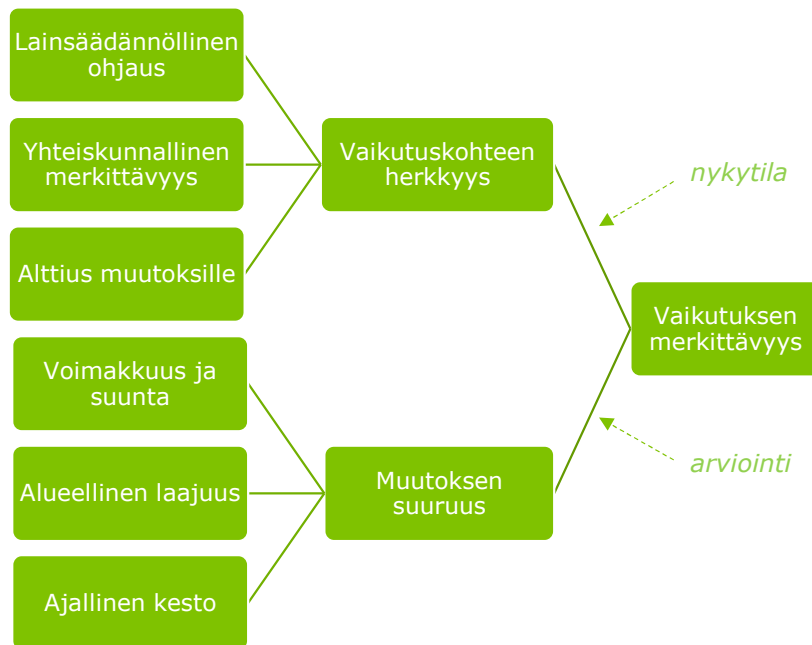 Lainsäädännöllinen
ohjaus
Yhteiskunnallinen
merkittävyys
Alttius muutoksille
Vaikutuskohteen
herkkyys
nykytila
Vaikutuksen
merkittävyys
Voimakkuus ja
suunta
Alueellinen laajuus
Ajallinen kesto
Muutoksen
suuruus
arviointi